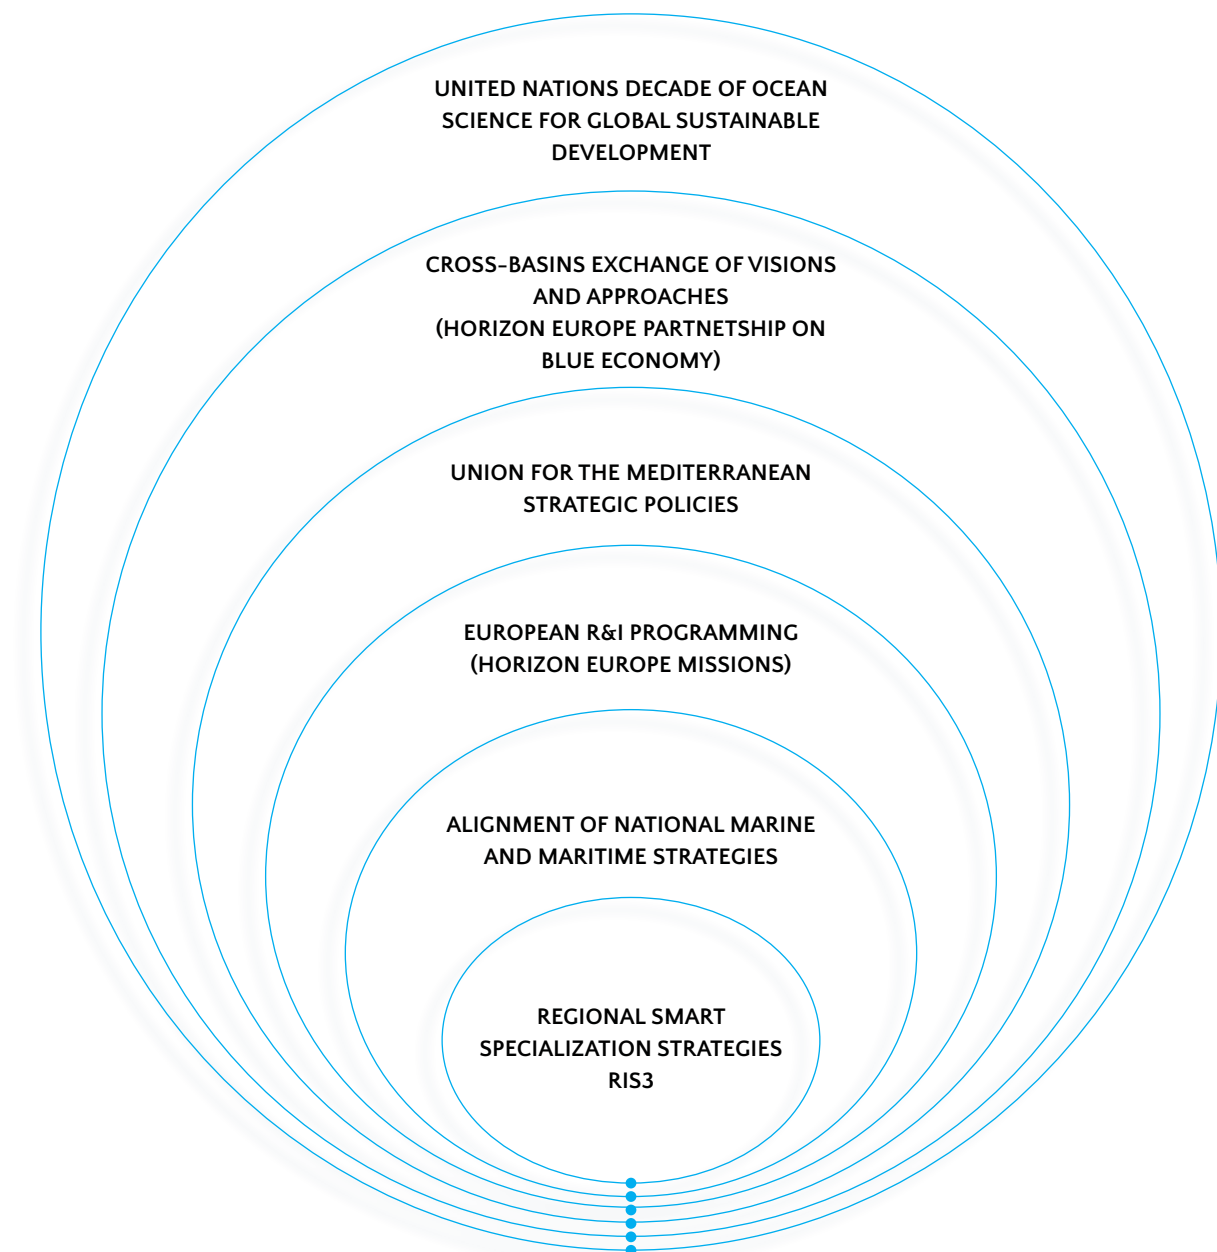 UNITED NATIONS DECADE OF OCEAN
SCIENCE FOR GLOBAL SUSTAINABLE
DEVELOPMENT
CROSS-BASINS EXCHANGE OF VISIONS
AND APPROACHES
(HORIZON EUROPE PARTNETSHIP ON
BLUE ECONOMY)
UNION FOR THE MEDITERRANEAN
STRATEGIC POLICIES
EUROPEAN R&I PROGRAMMING
(HORIZON EUROPE MISSIONS)
ALIGNMENT OF NATIONAL MARINE
AND MARITIME STRATEGIES
REGIONAL SMART
SPECIALIZATION STRATEGIES
RIS3